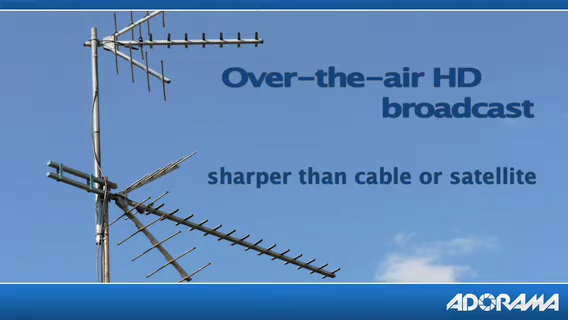 Over-the-air HD
broadcast
sharper than cable or satellite
ADORAMA